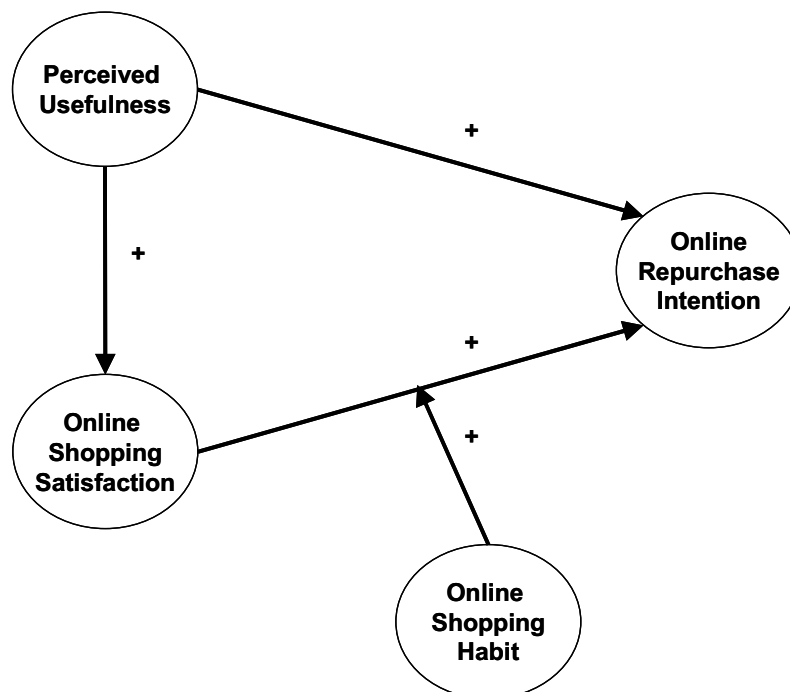 Perceived
Usefulness
+
+
Online
Repurchase
Intention
+
Online
Shopping
Satisfaction
+
Online
Shopping
Habit